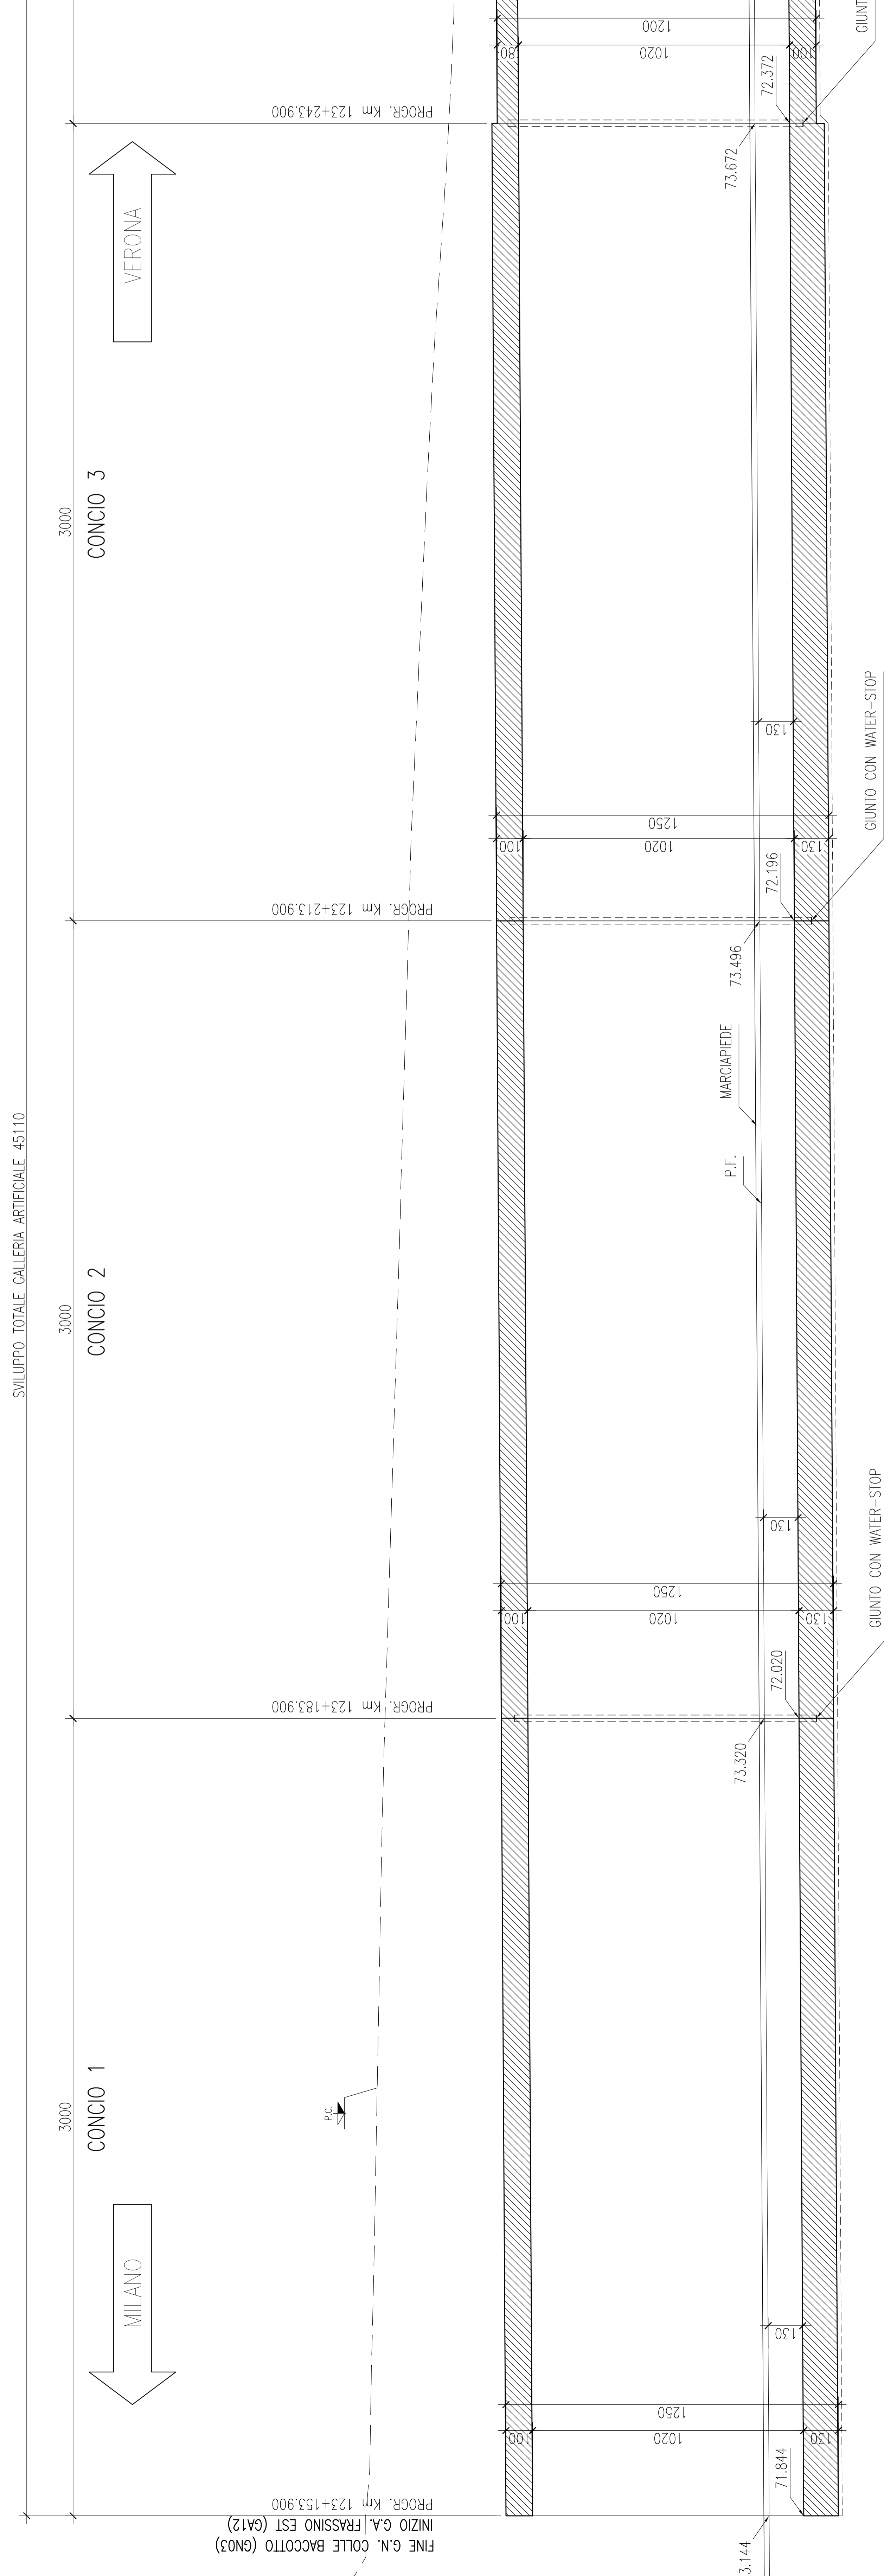 SVILUPPO TOTALE GALLERIA ARTIFICIALE 45110
3000
CONCIO 1
3000
CONCIO 2
3000
CONCIO 3
MILANO
VERONA
FINE G.N. COLLE BACCOTTO (GN03)
INIZIO G.A. FRASSINO EST (GA12)
PROGR. Km 123+153.900
PROGR. Km 123+183.900
PROGR. Km 123+213.900
PROGR. Km 123+243.900
P.C.
100
1020
130
1250
130
71.844
3.144
100
1020
130
1250
130
72.020
73.320
GIUNTO CON WATER-STOP
P.F.
MARCIAPIEDE
100
1020
130
1250
130
72.196
73.496
GIUNTO CON WATER-STOP
80
1020
100
1200
72.372
73.672